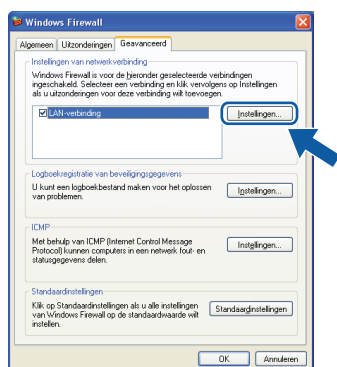 Windows Firewall
Algemeen Uitzonderingen Geavanceerd
Instellingen van netwerkverbinding
Windows Firewall is voor de hieronder geselecteerde verbindingen
ingeschakeld. Selecteer een verbinding en klik vervolgens op Instellingen
als u uitzonderingen voor deze verbinding wilt toevoegen.
LAN-verbinding
Instellingen...
Logboekregistratie van beveiligingsgegevens
U kunt een logboekbestand maken voor het oplossen
van problemen.
Instellingen...
ICMP
Met behulp van ICMP (Internet Control Message
Protocol) kunnen computers in een netwerk fout- en
statusgegevens delen.
Instellingen...
Standaardinstellingen
Klik op Standaardinstellingen als u alle instellingen
van Windows Firewall op de standaardwaarde wilt
instellen.
Standaardinstellingen
OK Annuleren